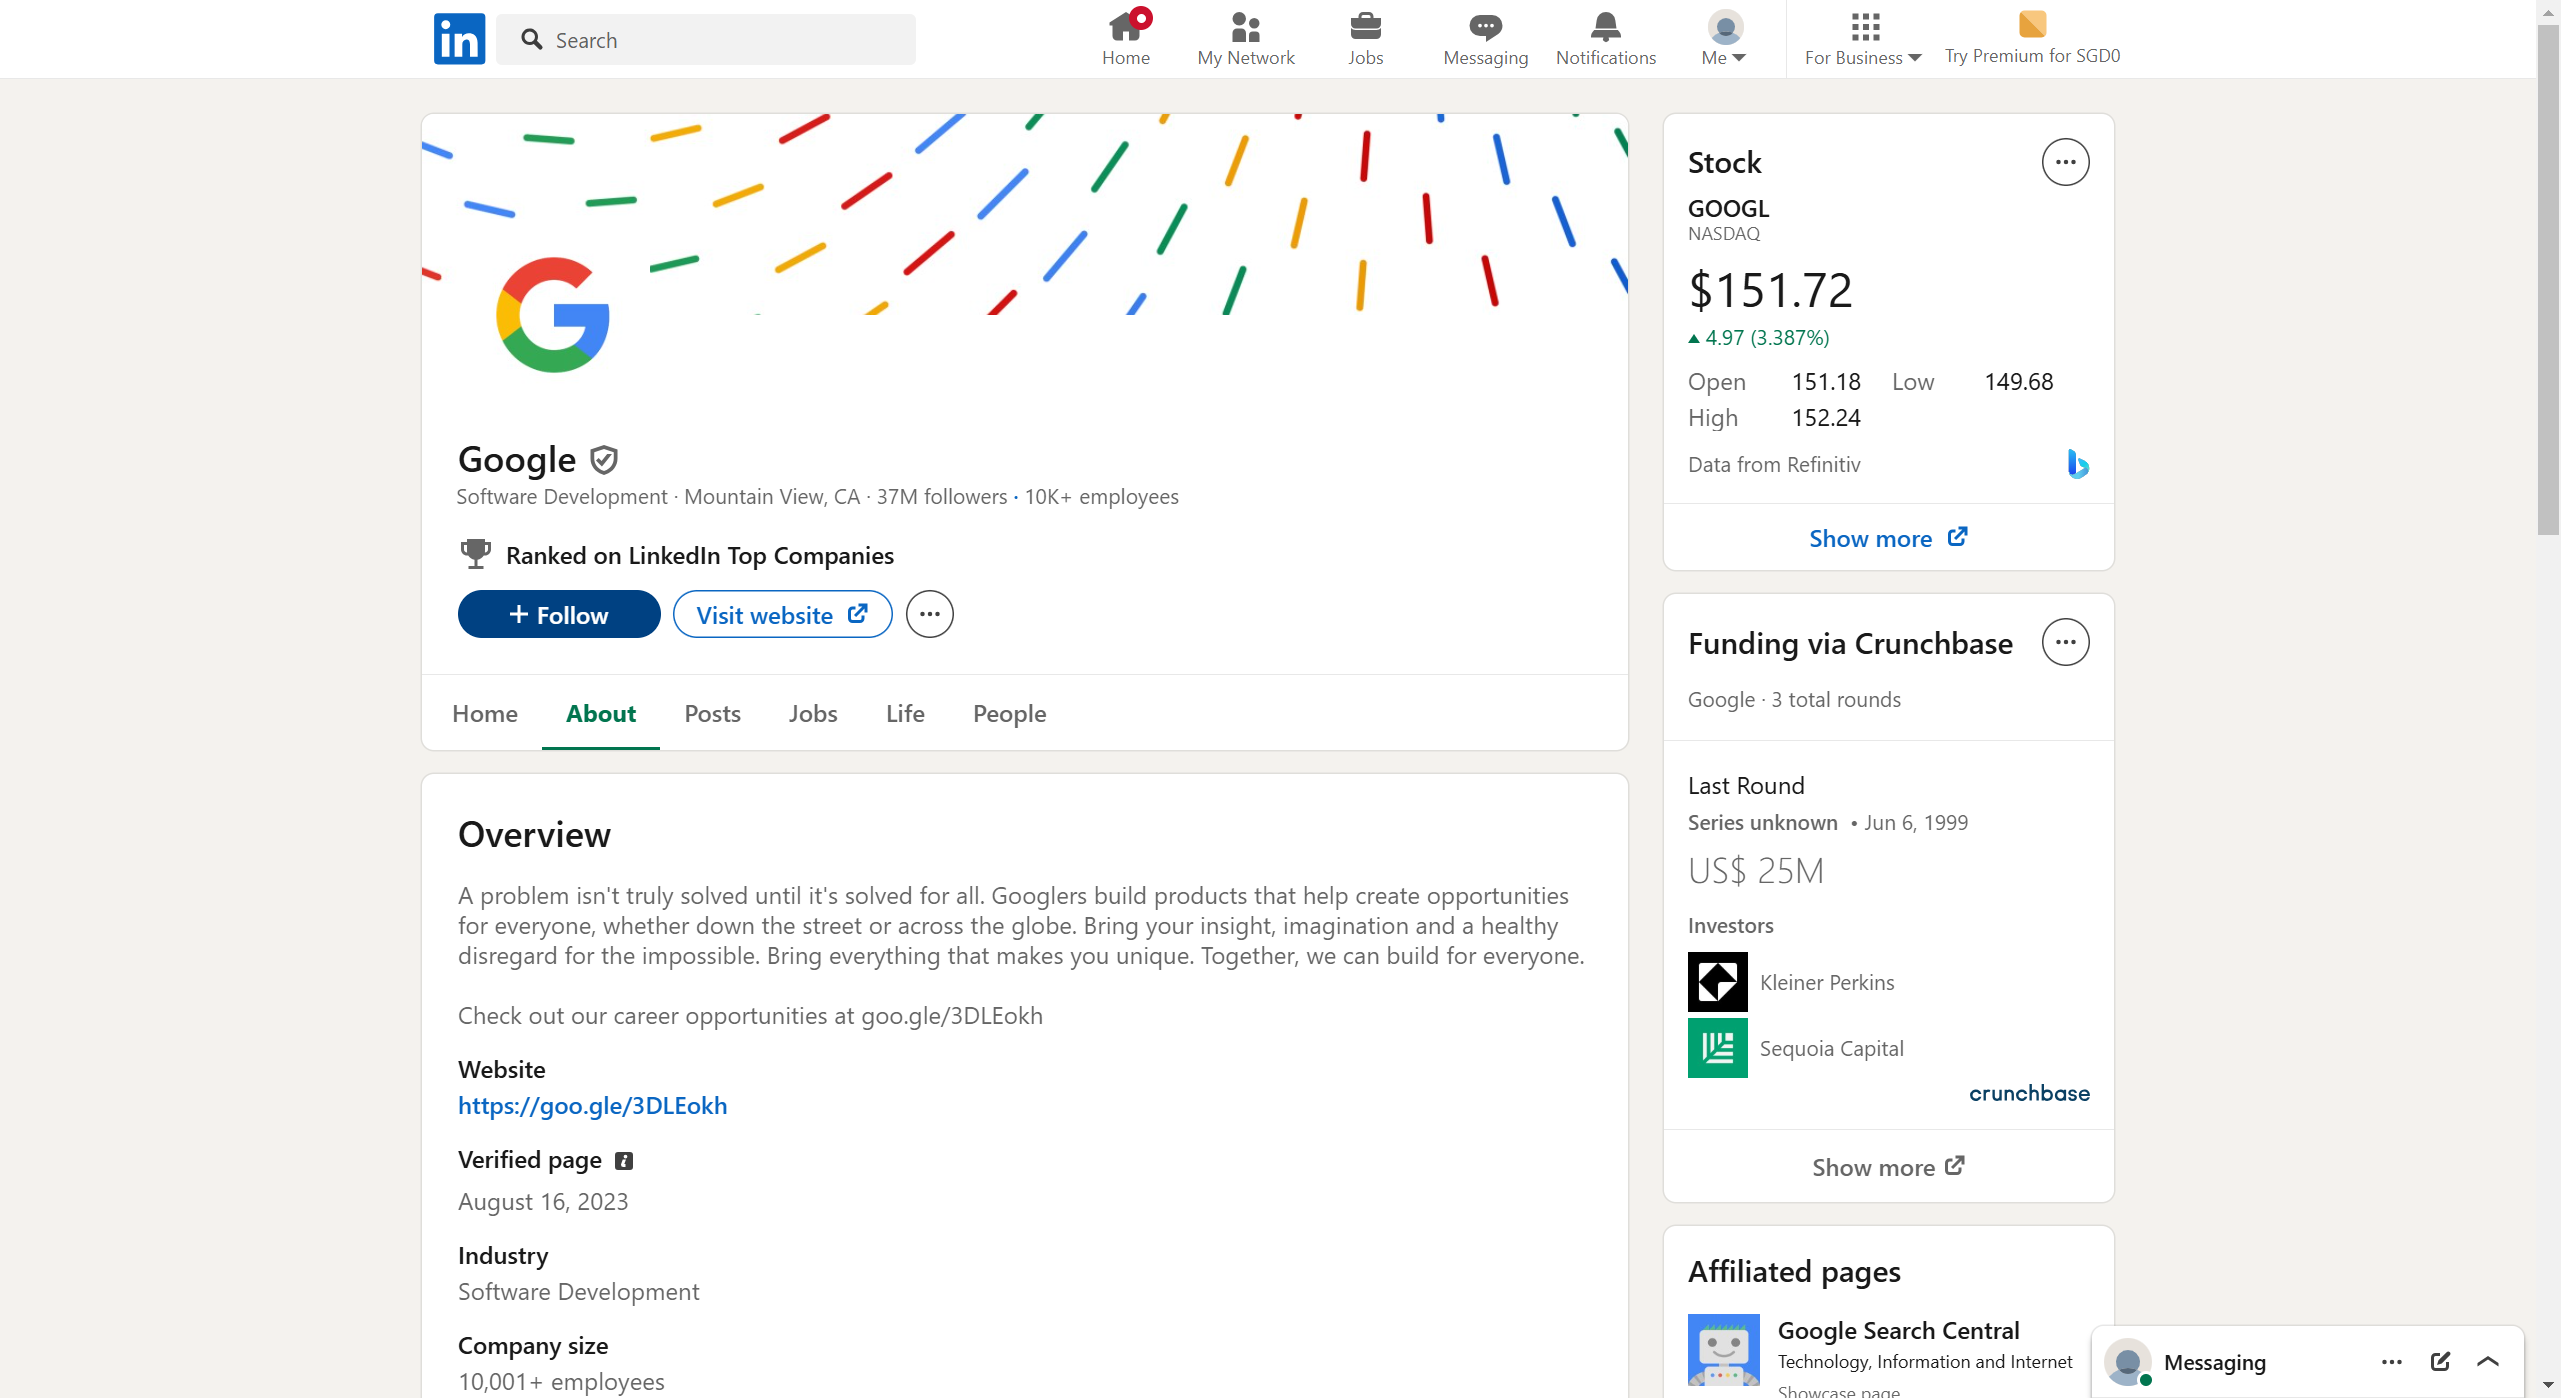 in
Search
Home
My Network
Jobs
Messaging
Notifications
Me
For Business
Try Premium for SGD0
Google
Software Development · Mountain View, CA · 37M followers · 10K+ employees
Ranked on LinkedIn Top Companies
Follow
Visit website
Home
About
Posts
Jobs
Life
People
Overview
A problem isn't truly solved until it's solved for all. Googlers build products that help create opportunities
for everyone, whether down the street or across the globe. Bring your insight, imagination and a healthy
disregard for the impossible. Bring everything that makes you unique. Together, we can build for everyone.
Check out our career opportunities at goo.gle/3DLEokh
Website
https://goo.gle/3DLEokh
Verified page
August 16, 2023
Industry
Software Development
Company size
10,001+ employees
Stock
GOOGL
NASDAQ
$151.72
4.97 (3.387%)
Open 151.18 Low 149.68
High 152.24
Data from Refinitiv
Show more
Funding via Crunchbase
Google · 3 total rounds
Last Round
Series unknown • Jun 6, 1999
US$ 25M
Investors
Kleiner Perkins
Sequoia Capital
crunchbase
Show more
Affiliated pages
Google Search Central
Technology, Information and Internet
Showcase page
Messaging